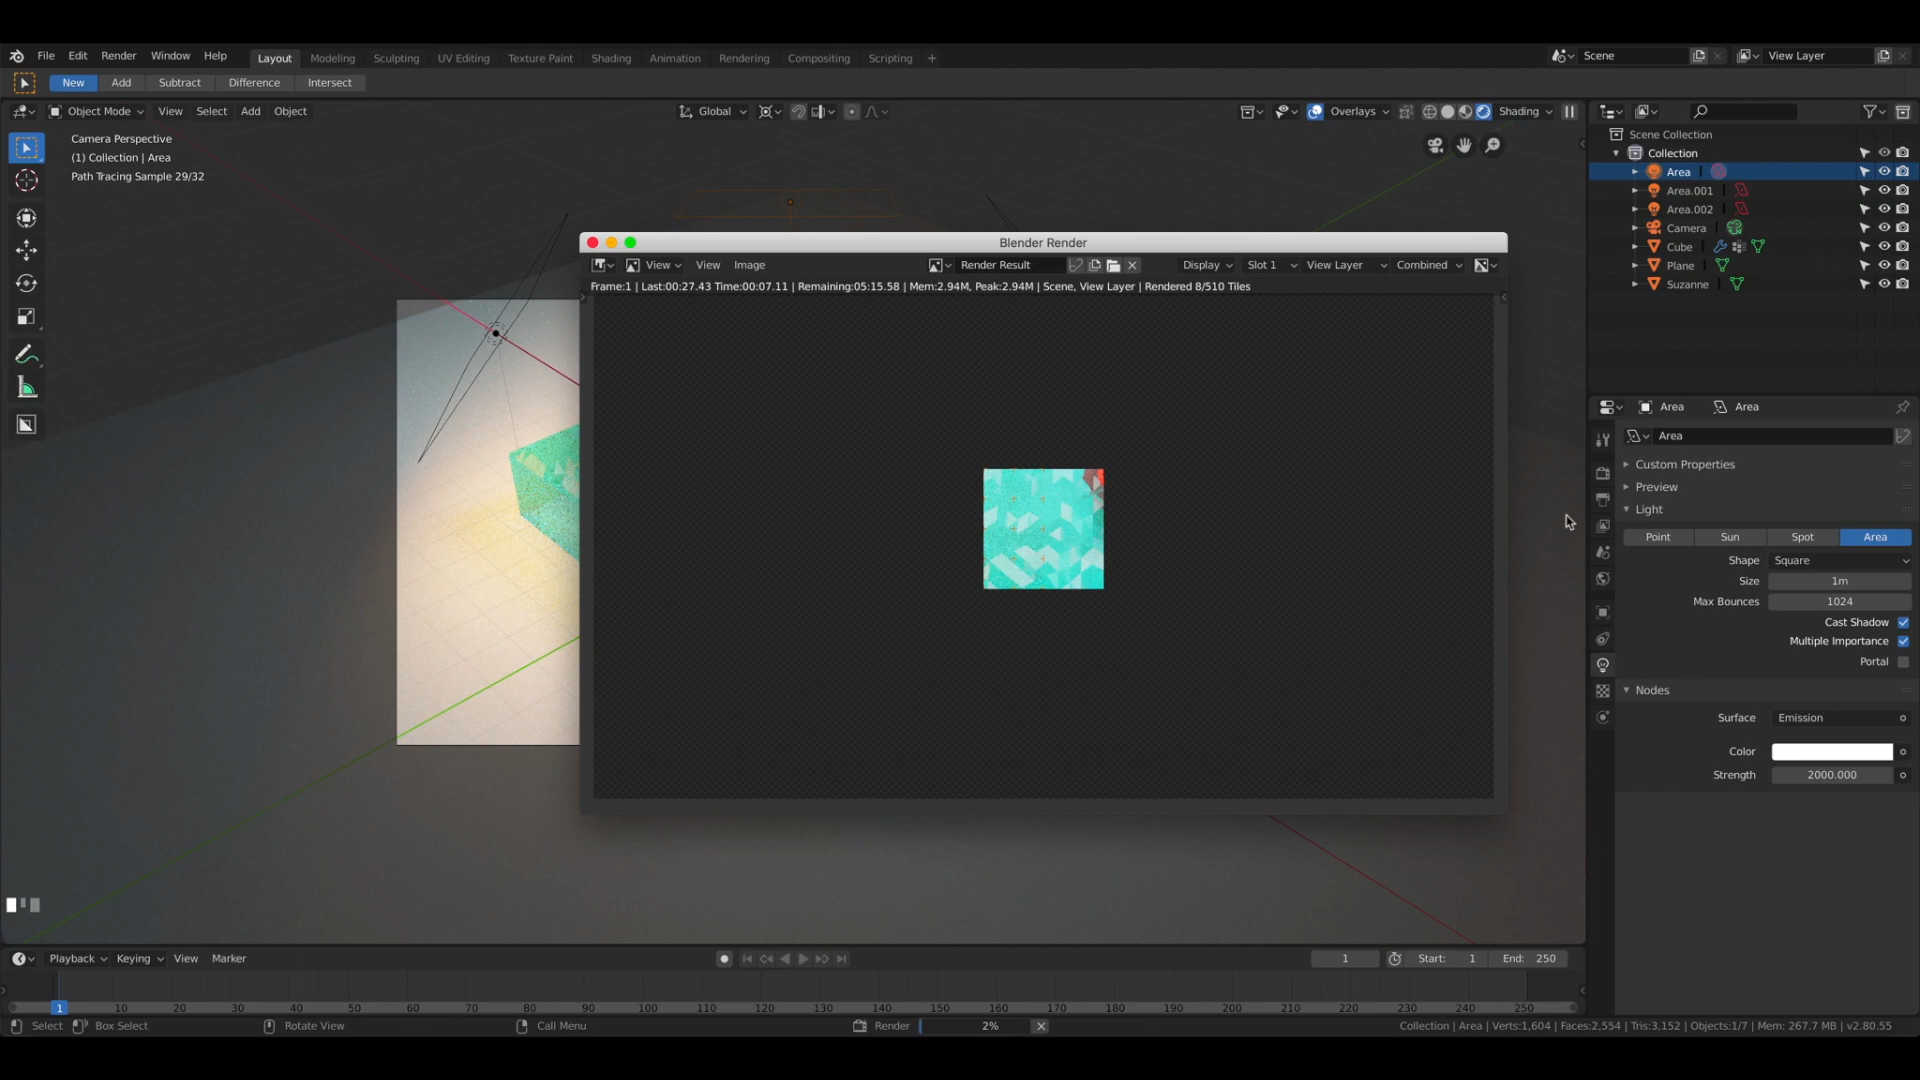 File Edit Render Window Help Layout Modeling Sculpting UV Editing Texture Paint Shading Animation Rendering Compositing Scripting + Scene View Layer
New Add Subtract Difference Intersect
Object Mode View Select Add Object Global Overlays Shading
Camera Perspective
(1) Collection | Area
Path Tracing Sample 29/32
Scene Collection
Collection
Area
Area.001
Area.002
Camera
Cube
Plane
Suzanne
Blender Render
View View Image Render Result Display Slot 1 View Layer Combined
Frame:1 | Last:00:27.43 Time:00:07.11 | Remaining:05:15.58 | Mem:2.94M, Peak:2.94M | Scene, View Layer | Rendered 8/510 Tiles
Area Area
Area
Custom Properties
Preview
Light
Point Sun Spot Area
Shape Square
Size 1m
Max Bounces 1024
Cast Shadow
Multiple Importance
Portal
Nodes
Surface Emission
Color
Strength 2000.000
Playback Keying View Marker 1 Start: 1 End: 250
1 10 20 30 40 50 60 70 80 90 100 110 120 130 140 150 160 170 180 190 200 210 220 230 240 250
Select Box Select Rotate View Call Menu Render 2% Collection | Area | Verts:1,604 | Faces:2,554 | Tris:3,152 | Objects:1/7 | Mem: 267.7 MB | v2.80.55